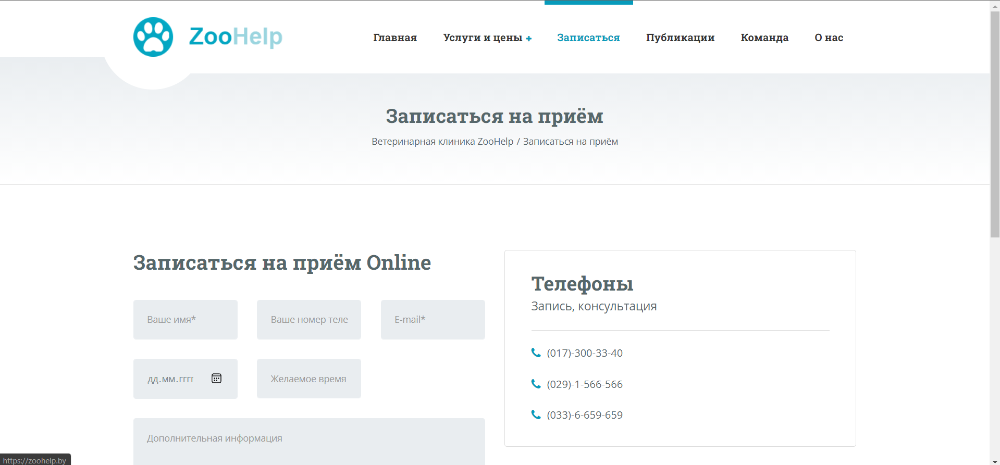 ZooHelp
Главная Услуги и цены + Записаться Публикации Команда О нас
Записаться на приём
Ветеринарная клиника ZooHelp / Записаться на приём
Записаться на приём Online
Ваше имя* Ваше номер теле E-mail*
дд.мм.гггг Желаемое время
Дополнительная информация
Телефоны
Запись, консультация
(017)-300-33-40
(029)-1-566-566
(033)-6-659-659
https://zoohelp.by